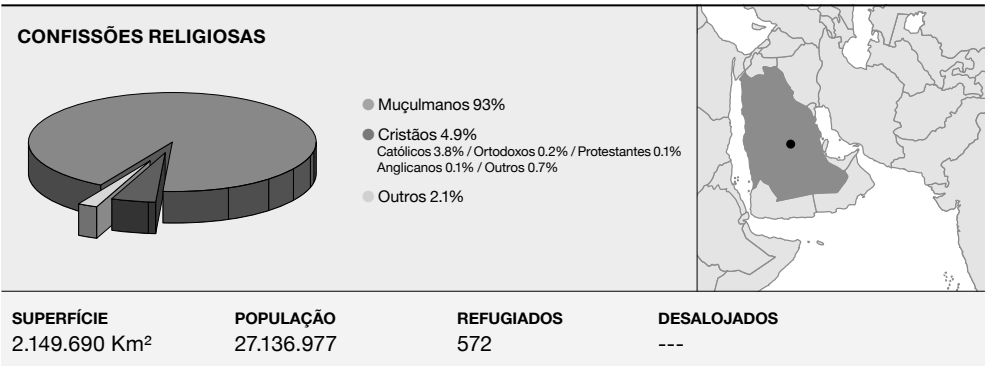 CONFISSÕES RELIGIOSAS
Muçulmanos 93%
Cristãos 4.9%
Católicos 3.8% / Ortodoxos 0.2% / Protestantes 0.1%
Anglicanos 0.1% / Outros 0.7%
Outros 2.1%
SUPERFÍCIE
2.149.690 Km²
POPULAÇÃO
27.136.977
REFUGIADOS
572
DESALOJADOS
---